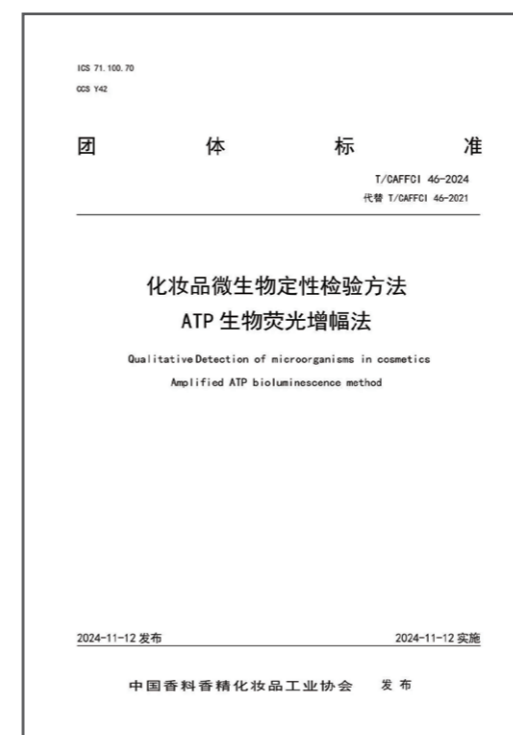 ICS 71.100.70
CCS Y42
团 体 标 准
T/CAFFCI 46-2024
代替 T/CAFFCI 46-2021
化妆品微生物定性检验方法
ATP 生物荧光增幅法
Qualitative Detection of microorganisms in cosmetics
Amplified ATP bioluminescence method
2024-11-12 发布 2024-11-12 实施
中国香料香精化妆品工业协会 发 布